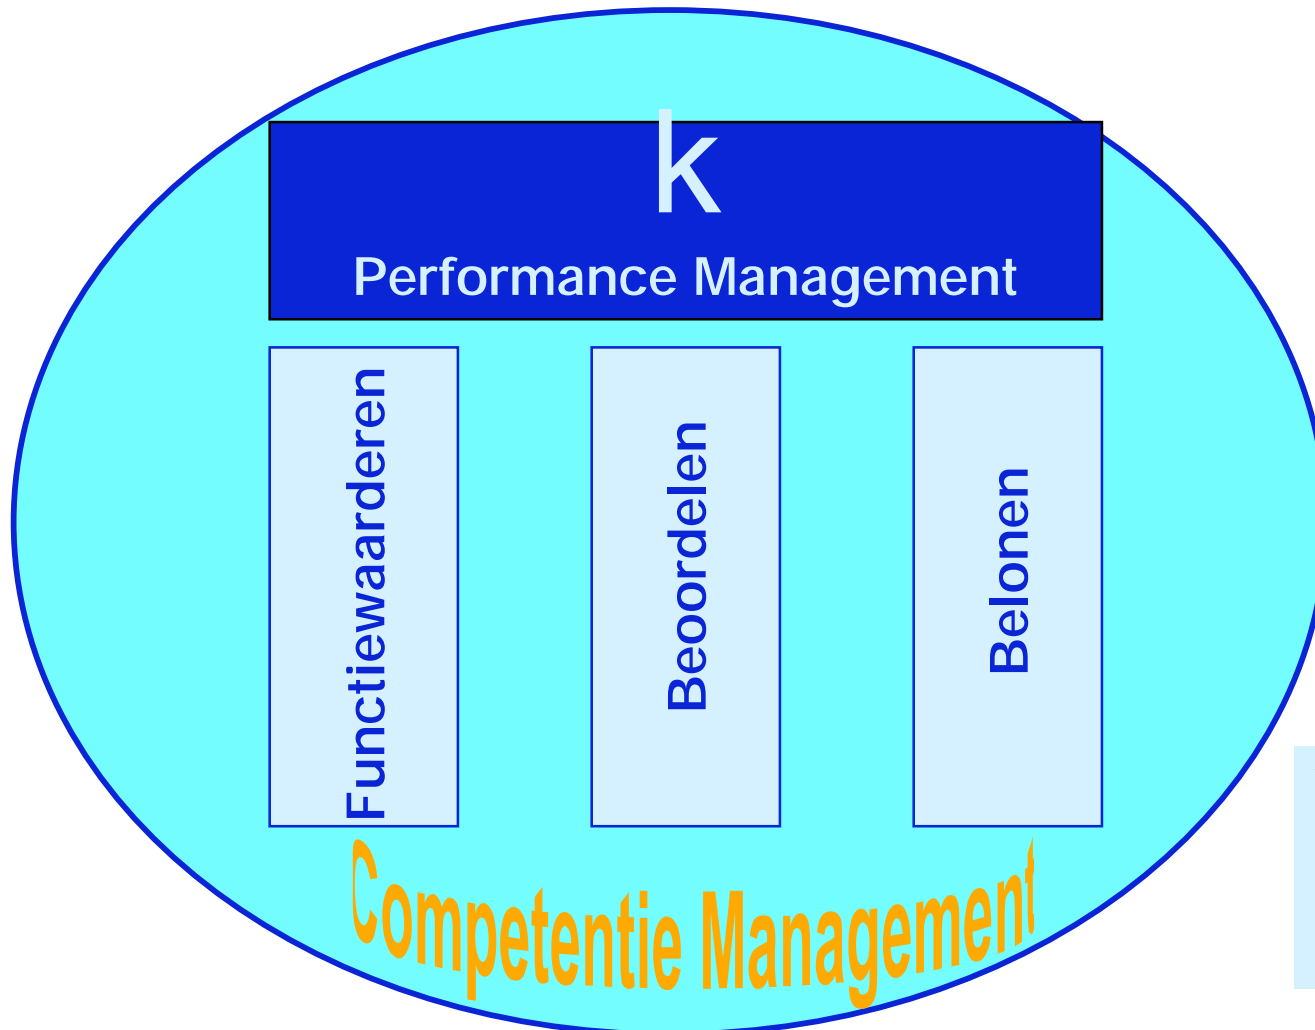 k
Performance Management
Functiewaarderen
Beoordelen
Belonen
Competentie Management